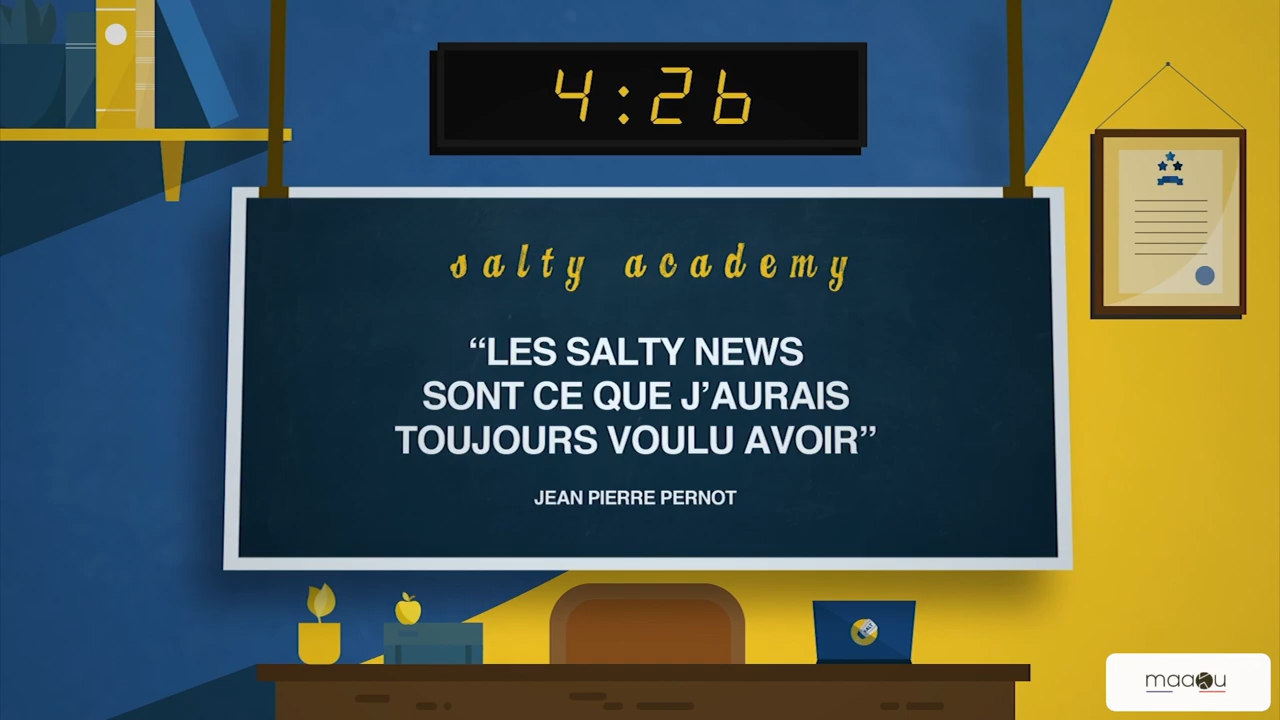 4:26
salty academy
“LES SALTY NEWS
SONT CE QUE J’AURAIS
TOUJOURS VOULU AVOIR”
JEAN PIERRE PERNOT
maaku